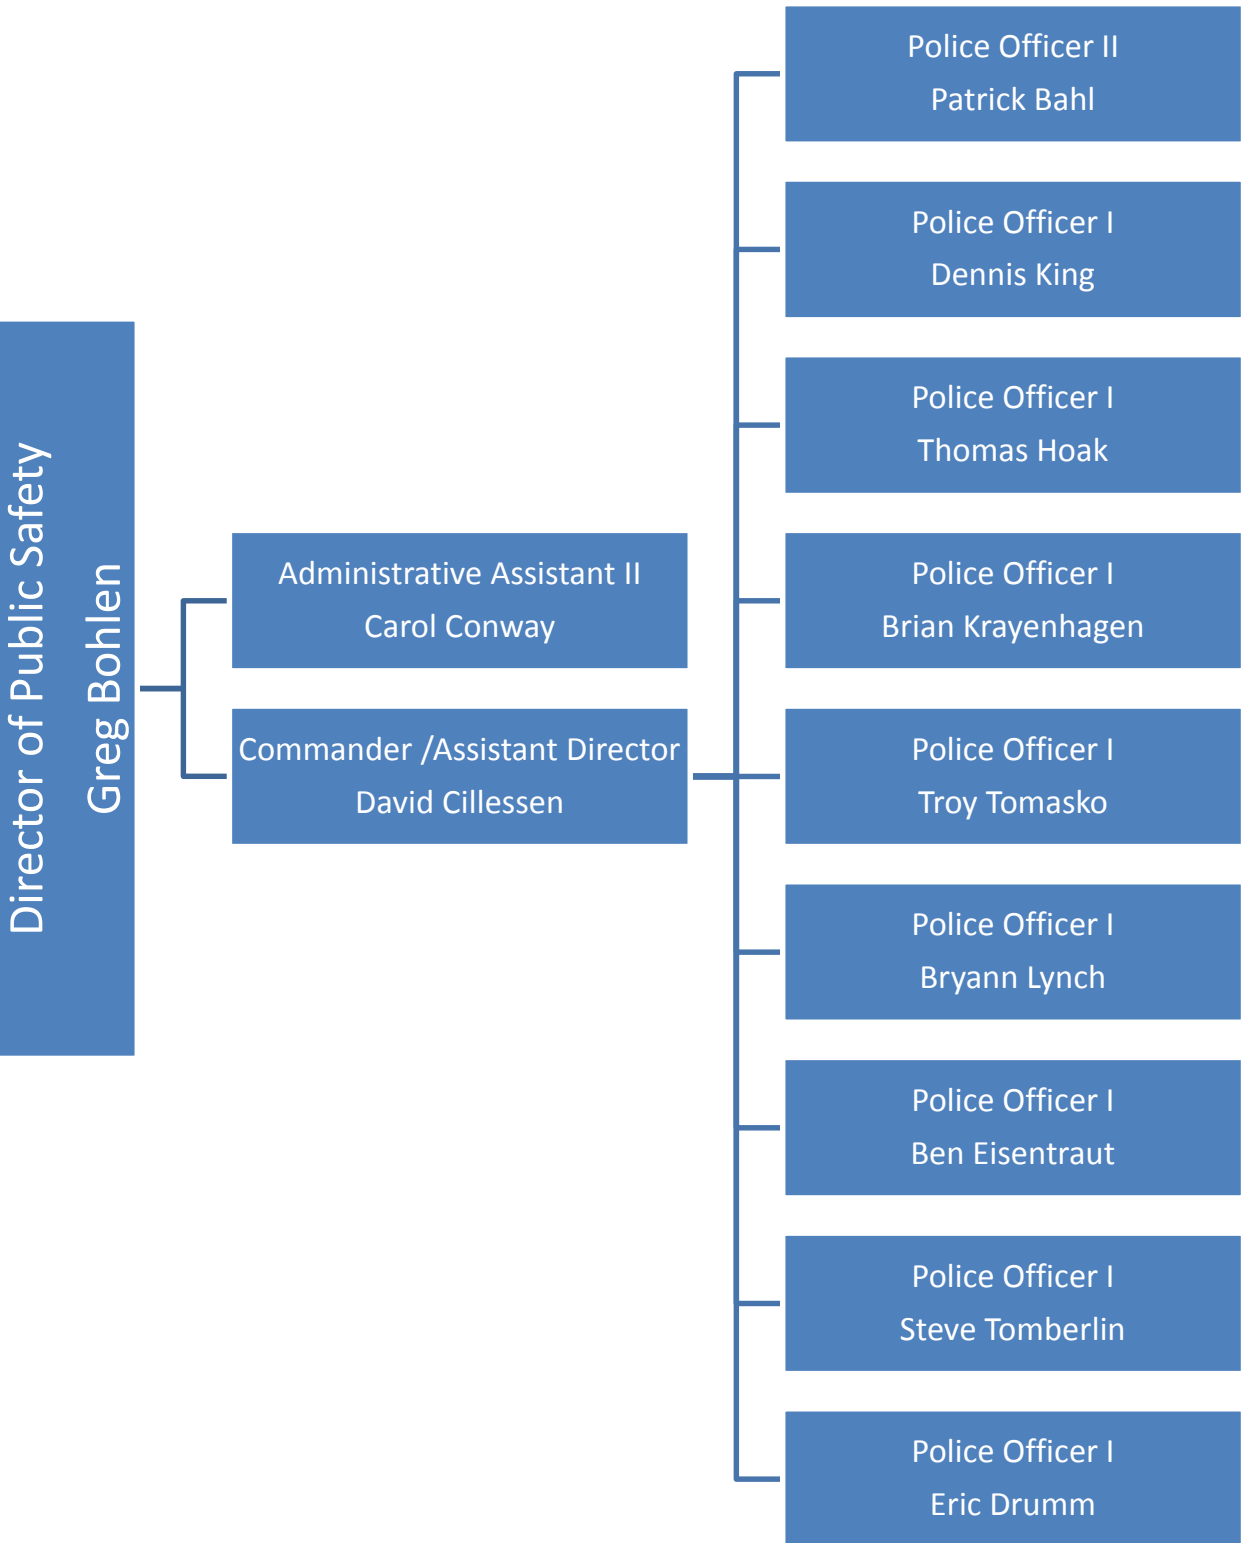 Director of Public Safety
Greg Bohlen
Administrative Assistant II
Carol Conway
Commander /Assistant Director
David Cillessen
Police Officer II
Patrick Bahl
Police Officer I
Dennis King
Police Officer I
Thomas Hoak
Police Officer I
Brian Krayenhagen
Police Officer I
Troy Tomasko
Police Officer I
Bryann Lynch
Police Officer I
Ben Eisentraut
Police Officer I
Steve Tomberlin
Police Officer I
Eric Drumm